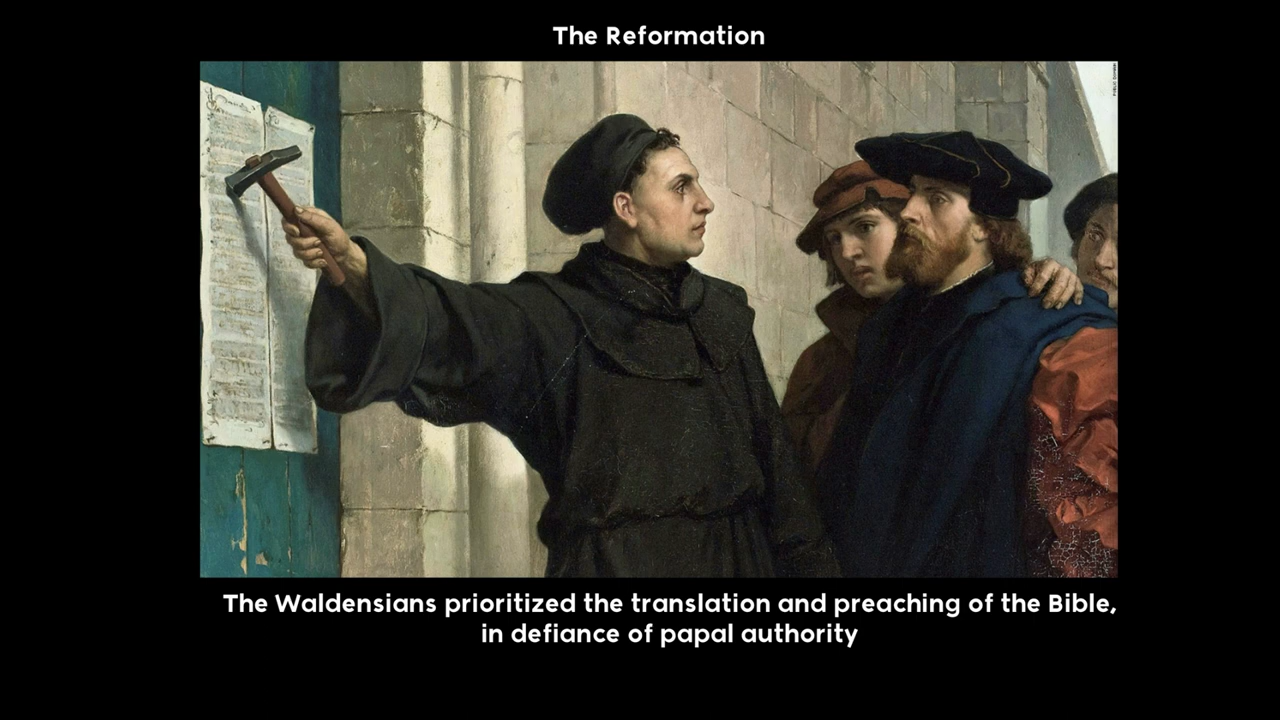 The Reformation
The Waldensians prioritized the translation and preaching of the Bible,
in defiance of papal authority